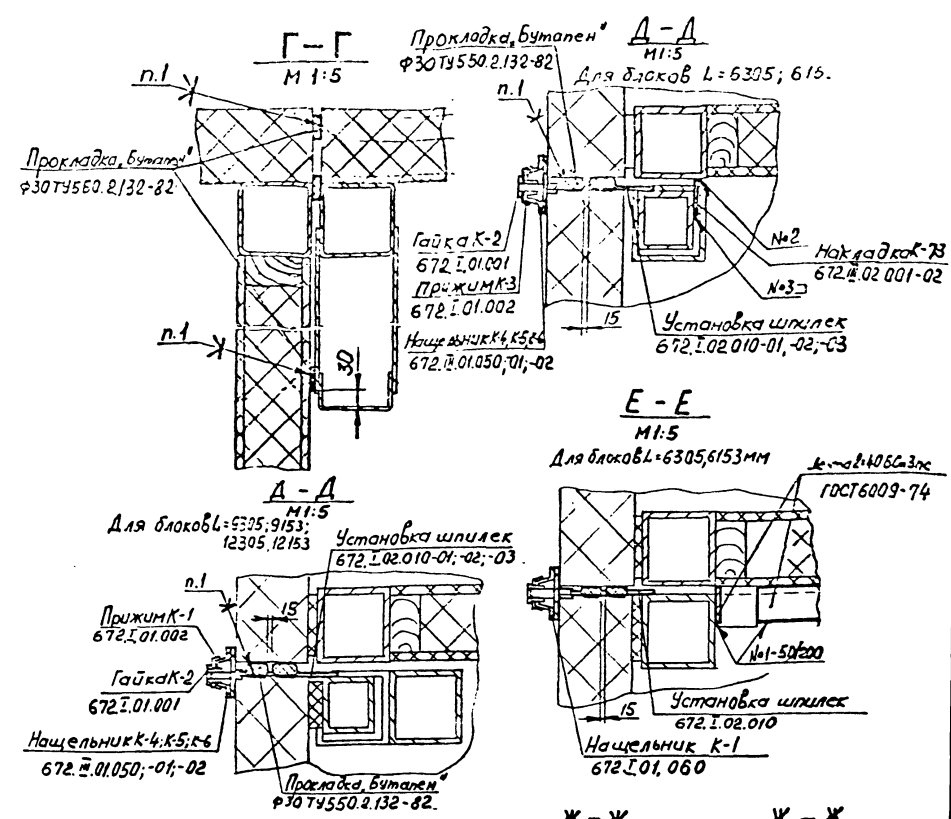 Г-Г
М 1:5
п.1
Прокладка „Бутапен"
Ф30 ТУ550.2.132-82
п.1
30
Прокладка „Бутапен"
Ф30 ТУ550.2.132-82
Д-Д
М1:5
Для блоков L=6305; 615
п.1
Гайка К-2
672.I.01.001
Прижим К-3
672.I.01.002
Нащельник К-4, К-5, К-6
672.III.01.050;-01;-02
15
№2
Накладка К-73
672.III.02.001-02
№3
Установка шпилек
672.I.02.010-01,-02;-03
Д-Д
М1:5
Для блоков L=9305; 9153;
12305, 12153
Установка шпилек
672.I.02.010-01;-02;-03
п.1
15
Прижим К-1
672.I.01.002
Гайка К-2
672.I.01.001
Нащельник К-4; К-5; К-6
672.III.01.050;-01;-02
Прокладка „Бутапен"
Ф30 ТУ550.2.132-82
Е-Е
М1:5
Для блоков L=6305,6153мм
ГОСТ6009-74
№1-50/200
15
Установка шпилек
672.I.02.010
Нащельник К-1
672.I.01.060
Ж-Ж
Ж-Ж